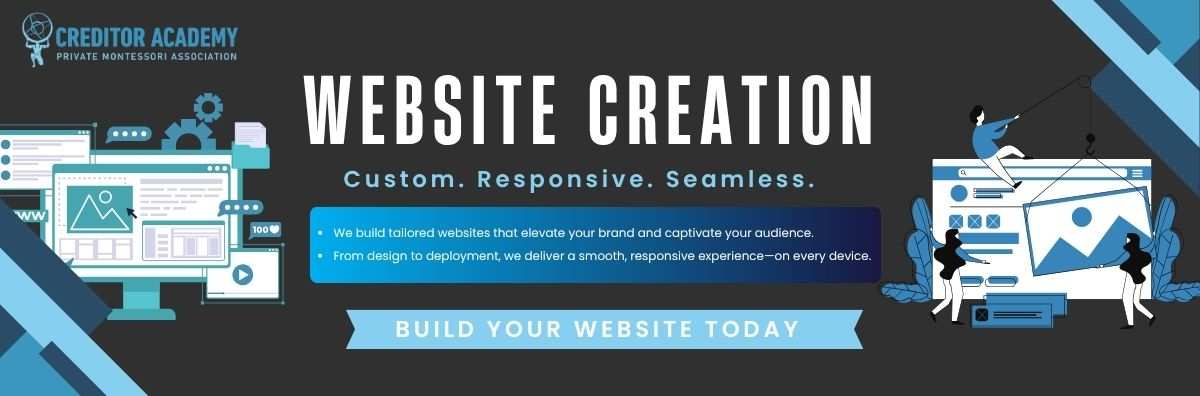 CREDITOR ACADEMY
PRIVATE MONTESSORI ASSOCIATION
WEBSITE CREATION
Custom. Responsive. Seamless.
• We build tailored websites that elevate your brand and captivate your audience.
• From design to deployment, we deliver a smooth, responsive experience—on every device.
BUILD YOUR WEBSITE TODAY
WW
100